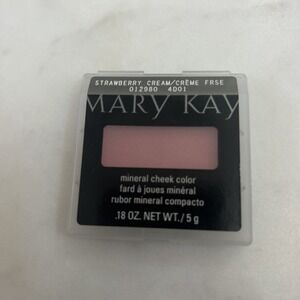 STRAWBERRY CREAM/CRÈME FRSE
012980 4D01
MARY KAY
mineral cheek color
fard à joues minéral
rubor mineral compacto
.18 OZ. NET WT./5 g